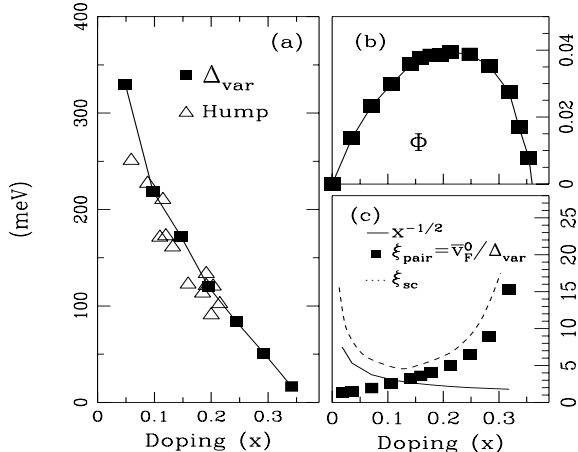 400
300
200
100
0
(meV)
(a)
Δvar
Hump
0 0.1 0.2 0.3
Doping (x)
(b)
Φ
0.04
0.02
0
(c)
x-1/2
ξpair=v̅F0/Δvar
ξsc
25
20
15
10
5
0
0 0.1 0.2 0.3
Doping (x)